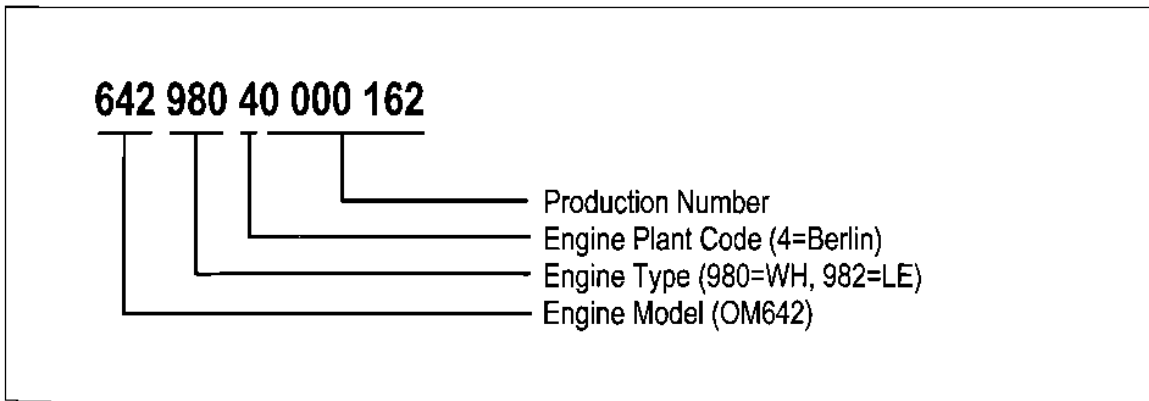 642 980 40 000 162
Production Number
Engine Plant Code (4=Berlin)
Engine Type (980=WH, 982=LE)
Engine Model (OM642)